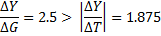 ΔY/ΔG = 2.5 > |ΔY/ΔT| = 1.875